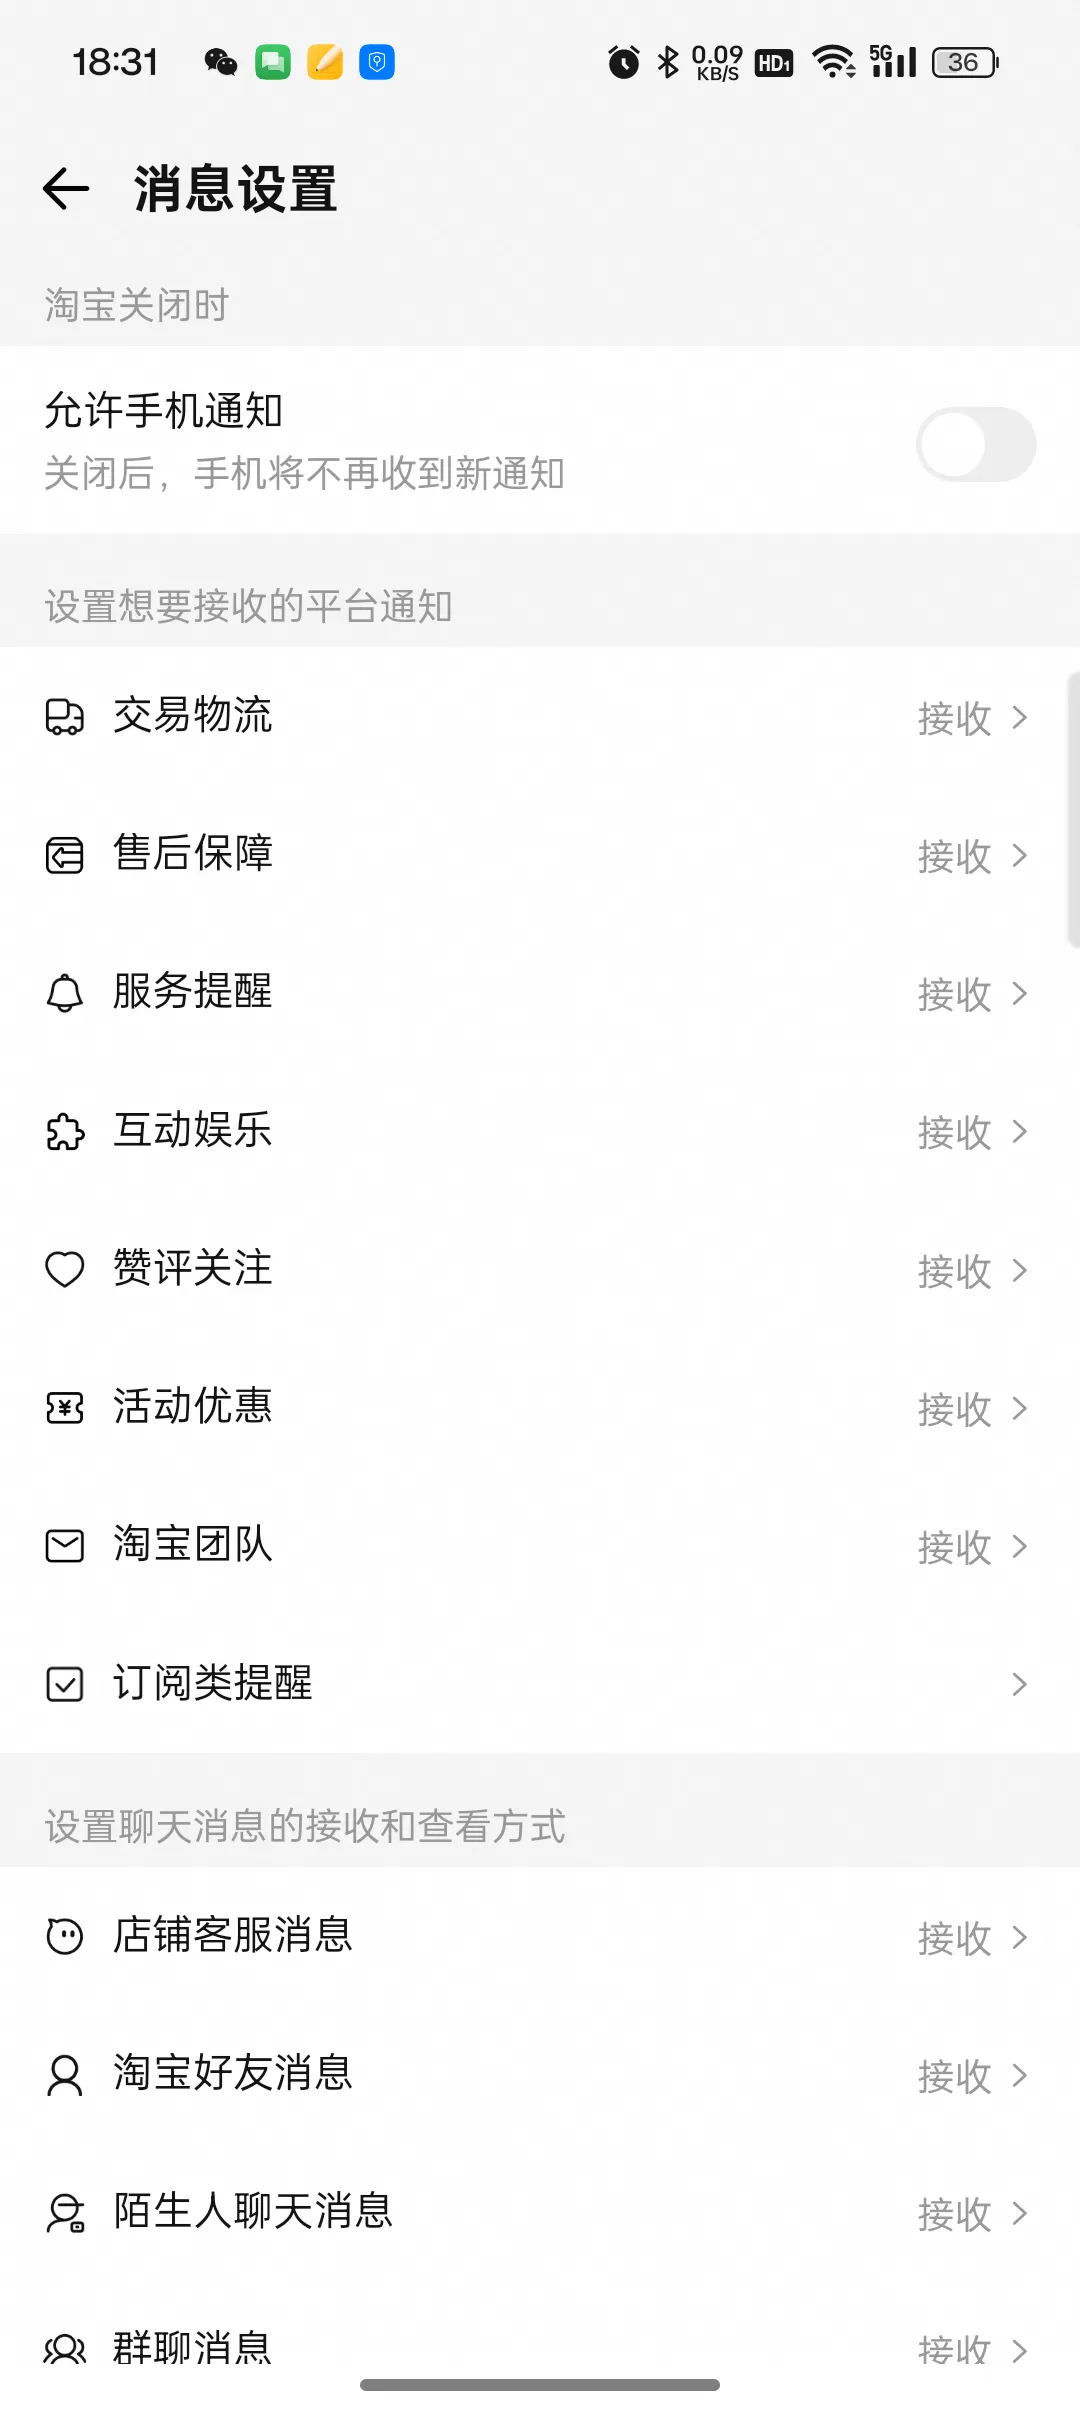 18:31 0.09 KB/S HD1 5G 36
消息设置
淘宝关闭时
允许手机通知
关闭后，手机将不再收到新通知
设置想要接收的平台通知
交易物流 接收
售后保障 接收
服务提醒 接收
互动娱乐 接收
赞评关注 接收
活动优惠 接收
淘宝团队 接收
订阅类提醒
设置聊天消息的接收和查看方式
店铺客服消息 接收
淘宝好友消息 接收
陌生人聊天消息 接收
群聊消息 接收